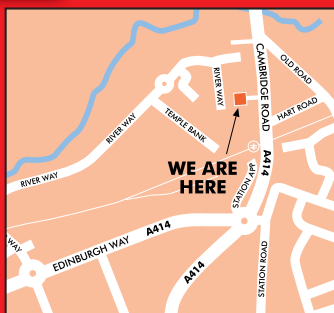 CAMBRIDGE ROAD
OLD ROAD
RIVER WAY
HART ROAD
RIVER WAY
TEMPLE BANK
WE ARE
HERE
A414
STATION APP
RIVER WAY
A414
EDINBURGH WAY
WAY
A414
STATION ROAD